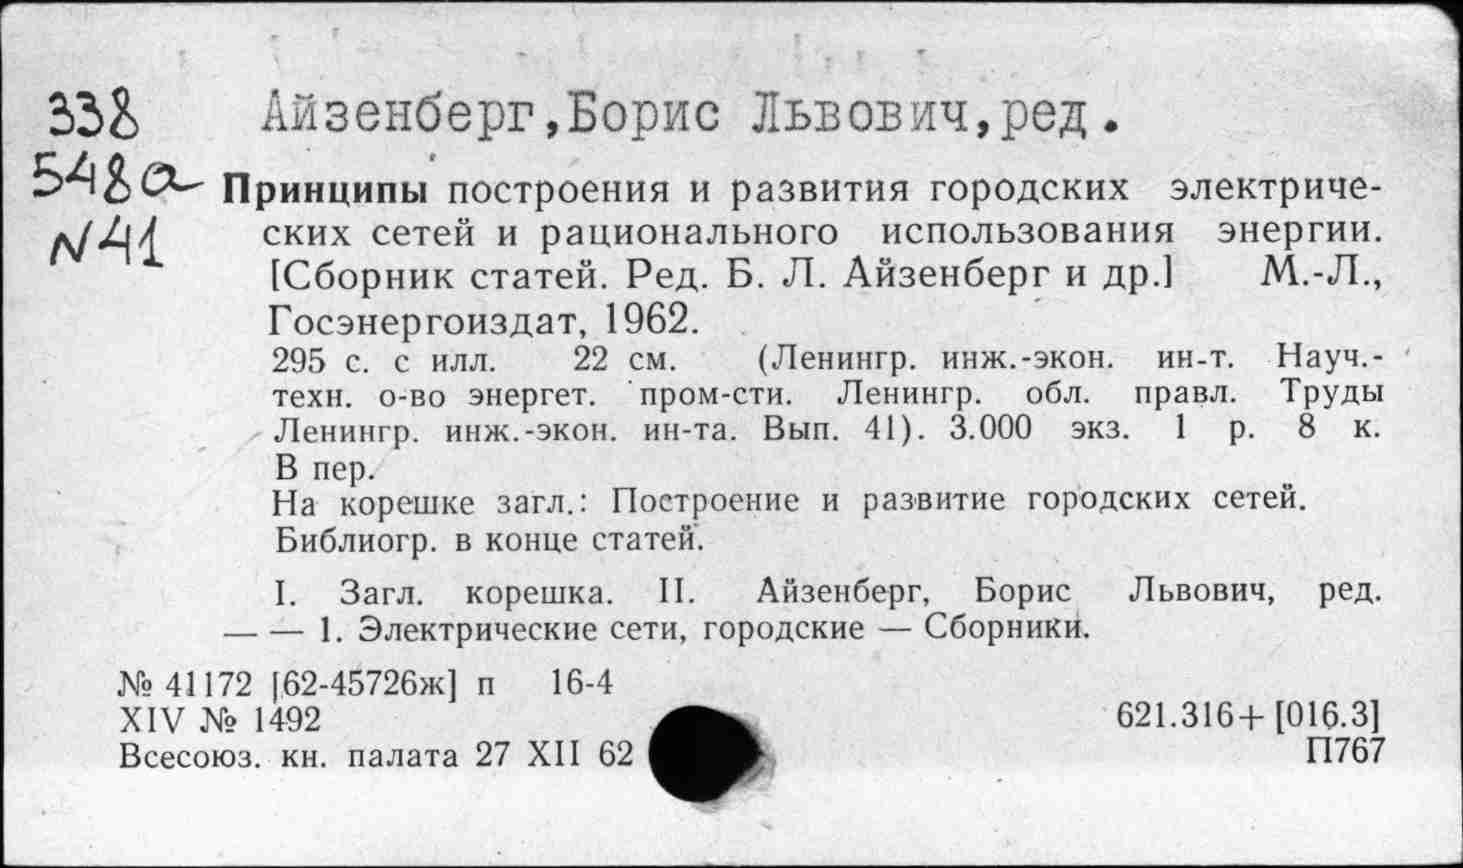 338 Айзенберг,Борис Львович,ред.
548а Принципы построения и развития городских электриче-
N41 ских сетей и рационального использования энергии.
[Сборник статей. Ред. Б. Л. Айзенберг и др.] М.-Л.,
Госэнергоиздат, 1962.
295 с. с илл. 22 см. (Ленингр. инж.-экон. ин-т. Науч.-
техн. о-во энергет. пром-сти. Ленингр. обл. правл. Труды
Ленингр. инж.-экон. ин-та. Вып. 41). 3.000 экз. 1 р. 8 к.
В пер.
На корешке загл.: Построение и развитие городских сетей.
Библиогр. в конце статей.
I. Загл. корешка. II. Айзенберг, Борис Львович, ред.
— — 1. Электрические сети, городские — Сборники.
№ 41172 [62-45726ж] п 16-4
XIV № 1492 621.316+[016.3]
Всесоюз. кн. палата 27 XII 62 П767